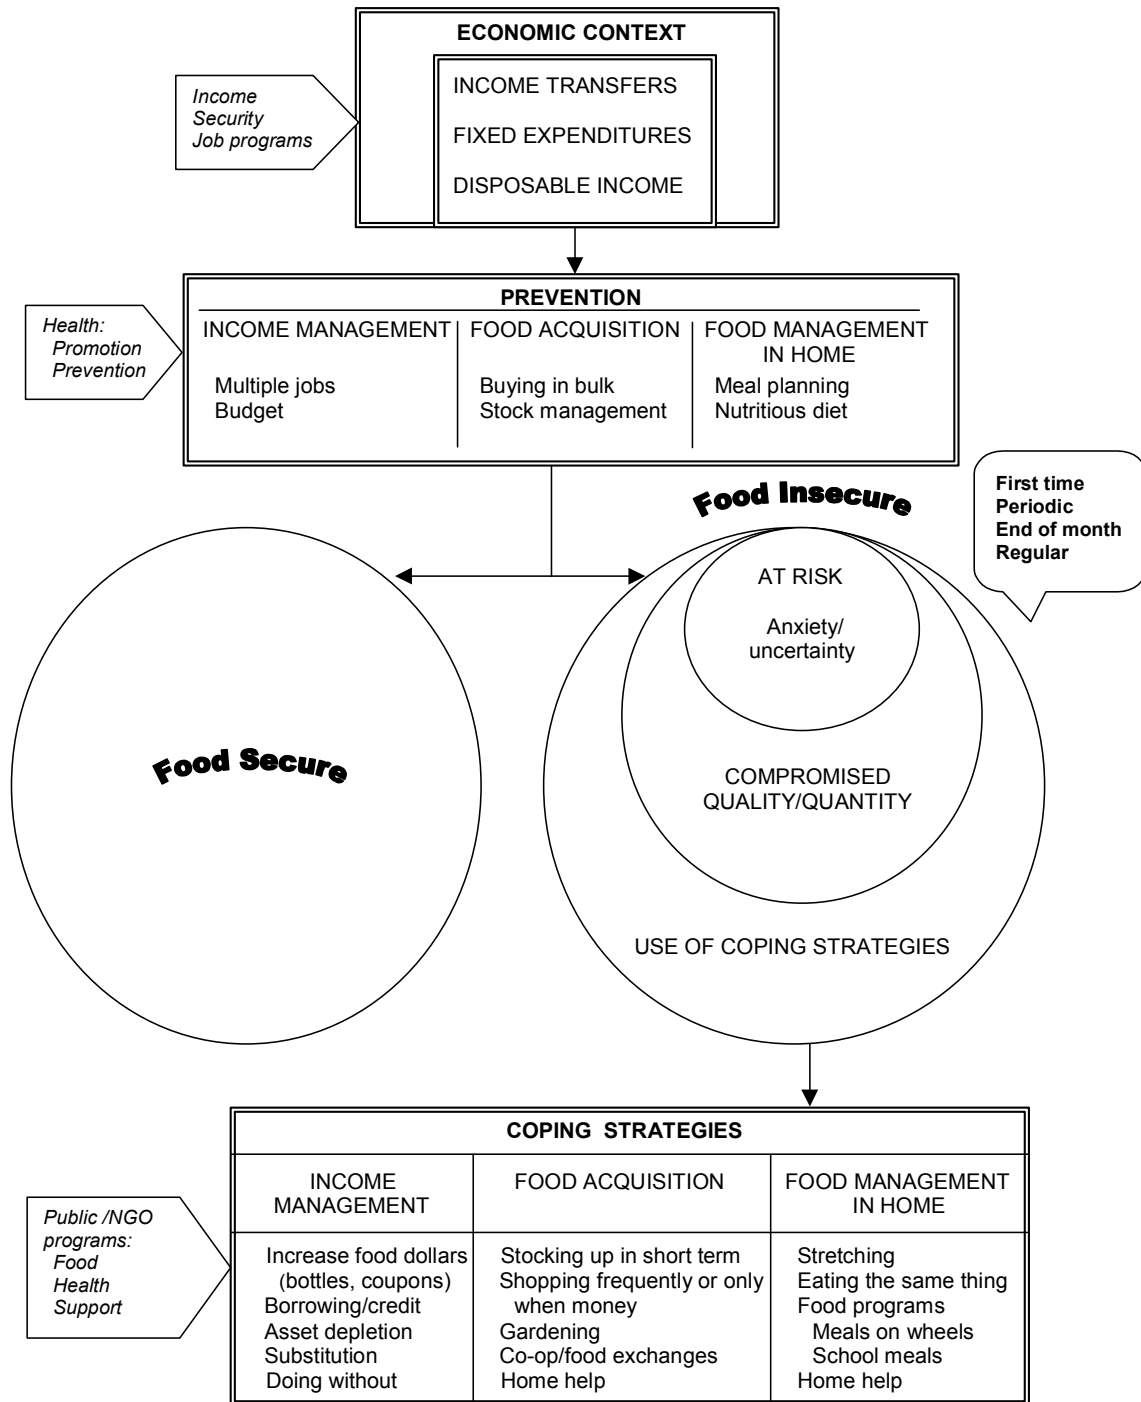 ECONOMIC CONTEXT
INCOME TRANSFERS
FIXED EXPENDITURES
DISPOSABLE INCOME
Income
Security
Job programs
PREVENTION
INCOME MANAGEMENT
Multiple jobs
Budget
FOOD ACQUISITION
Buying in bulk
Stock management
FOOD MANAGEMENT
IN HOME
Meal planning
Nutritious diet
Health:
Promotion
Prevention
Food Secure
Food Insecure
First time
Periodic
End of month
Regular
AT RISK
Anxiety/
uncertainty
COMPROMISED
QUALITY/QUANTITY
USE OF COPING STRATEGIES
COPING STRATEGIES
INCOME
MANAGEMENT
Increase food dollars
(bottles, coupons)
Borrowing/credit
Asset depletion
Substitution
Doing without
FOOD ACQUISITION
Stocking up in short term
Shopping frequently or only
when money
Gardening
Co-op/food exchanges
Home help
FOOD MANAGEMENT
IN HOME
Stretching
Eating the same thing
Food programs
Meals on wheels
School meals
Home help
Public /NGO
programs:
Food
Health
Support